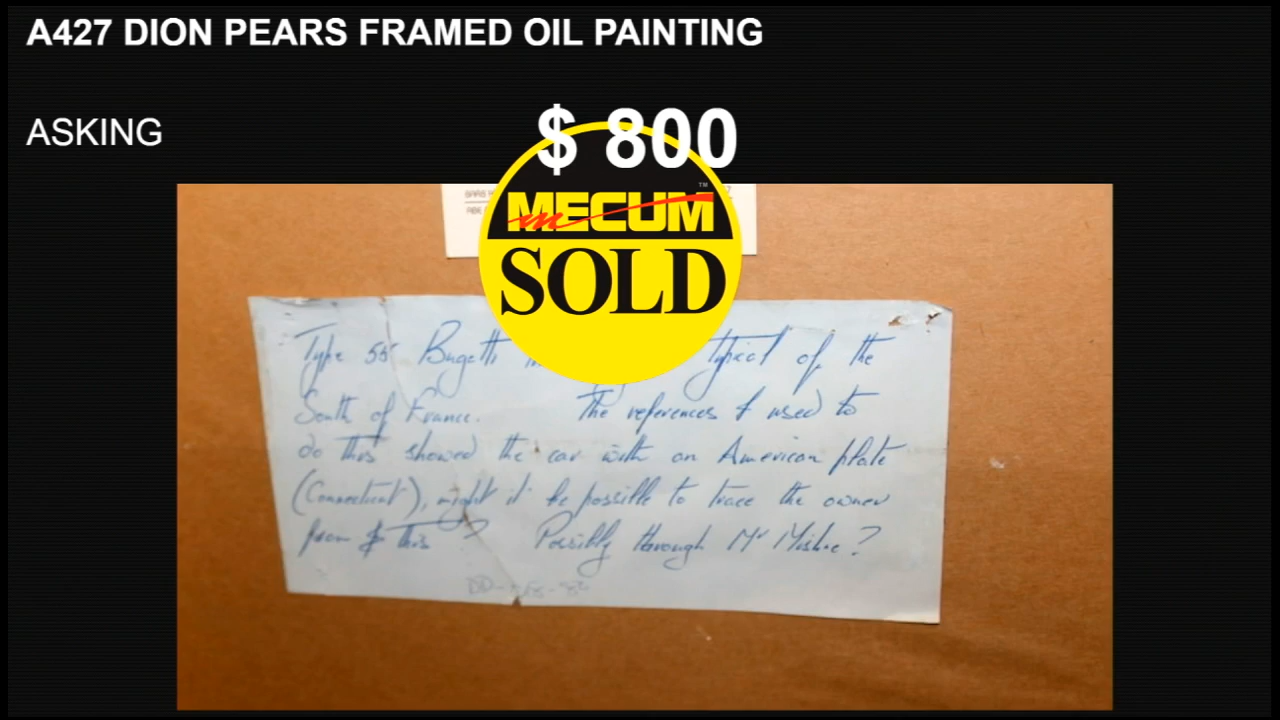 A427 DION PEARS FRAMED OIL PAINTING
ASKING
$ 800
MECUM
™
SOLD
Type 55 Bugatti typical of the
South of France. The references I used to
do this showed the car with an American plate
(Connecticut), might it be possible to trace the owner
from this ? Possibly through Mr ?